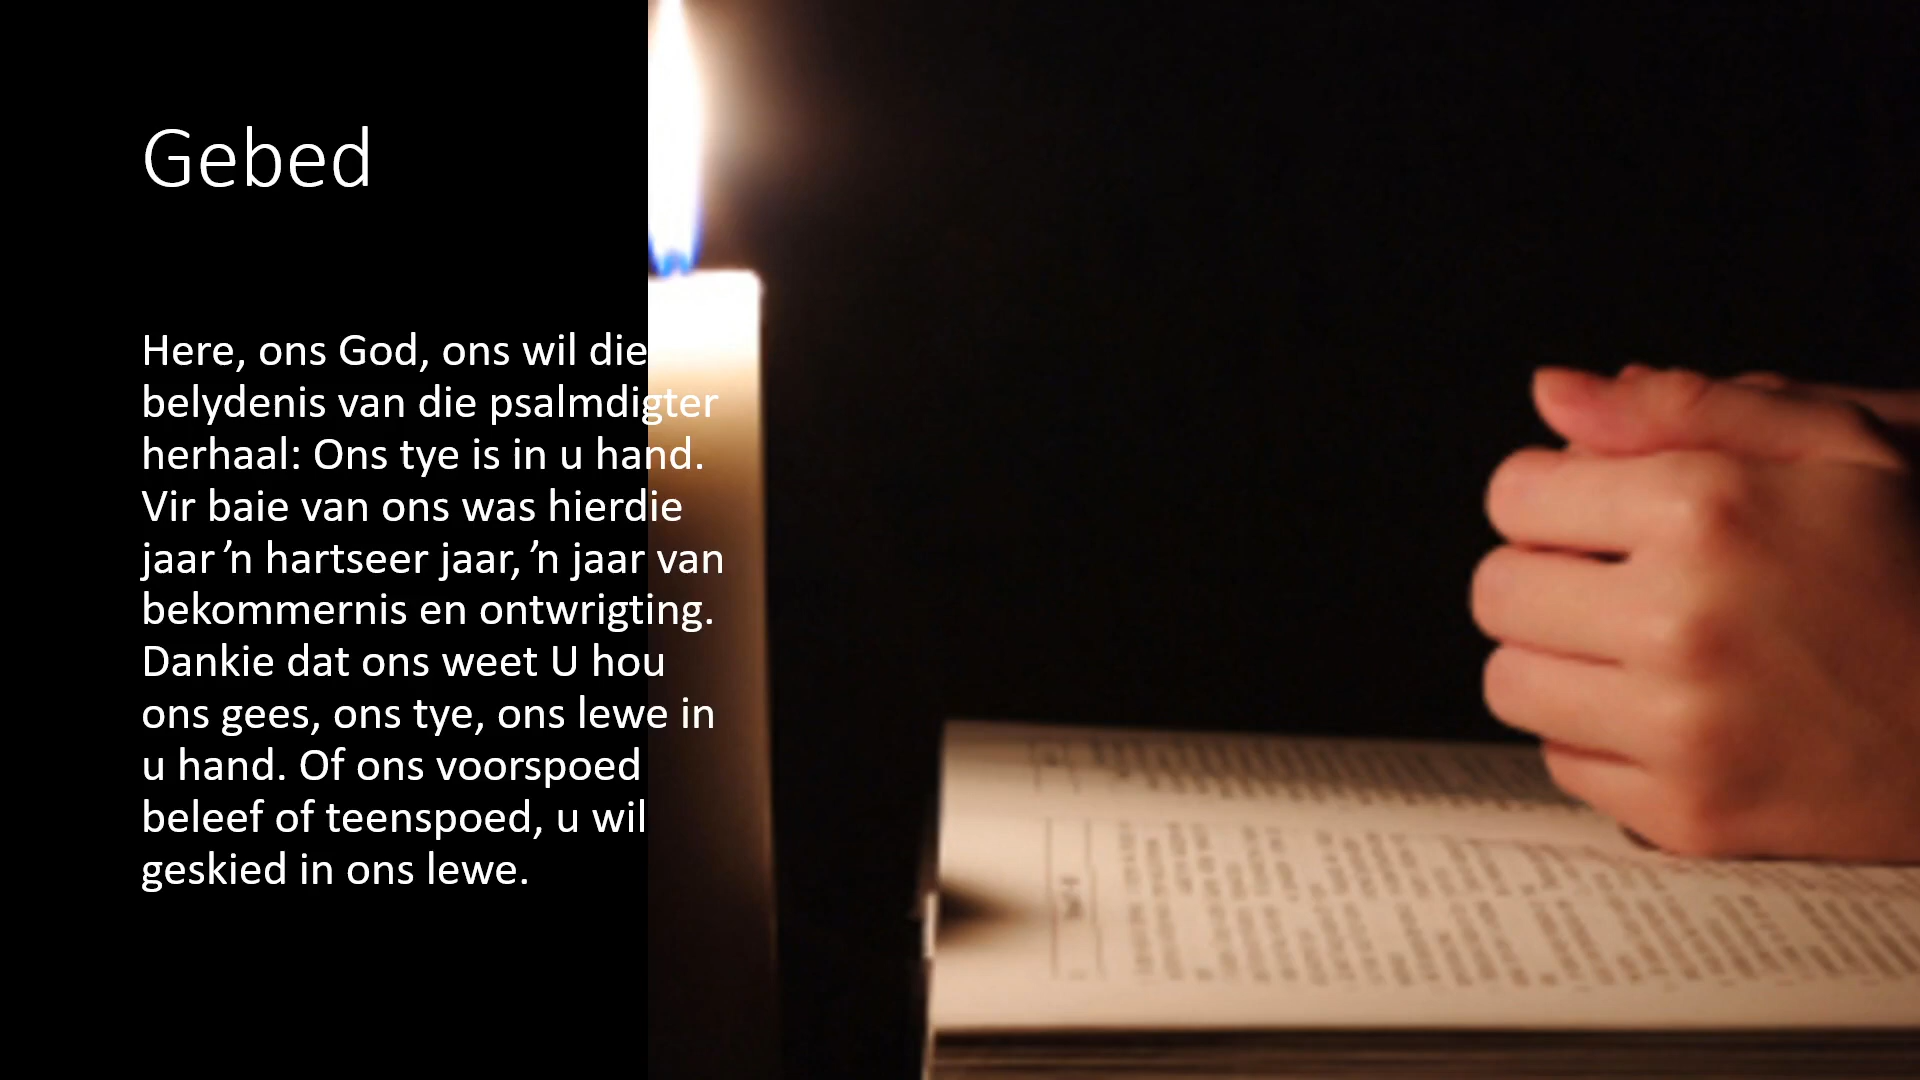 Gebed
Here, ons God, ons wil die
belydenis van die psalmdigter
herhaal: Ons tye is in u hand.
Vir baie van ons was hierdie
jaar ’n hartseer jaar, ’n jaar van
bekommernis en ontwrigting.
Dankie dat ons weet U hou
ons gees, ons tye, ons lewe in
u hand. Of ons voorspoed
beleef of teenspoed, u wil
geskied in ons lewe.